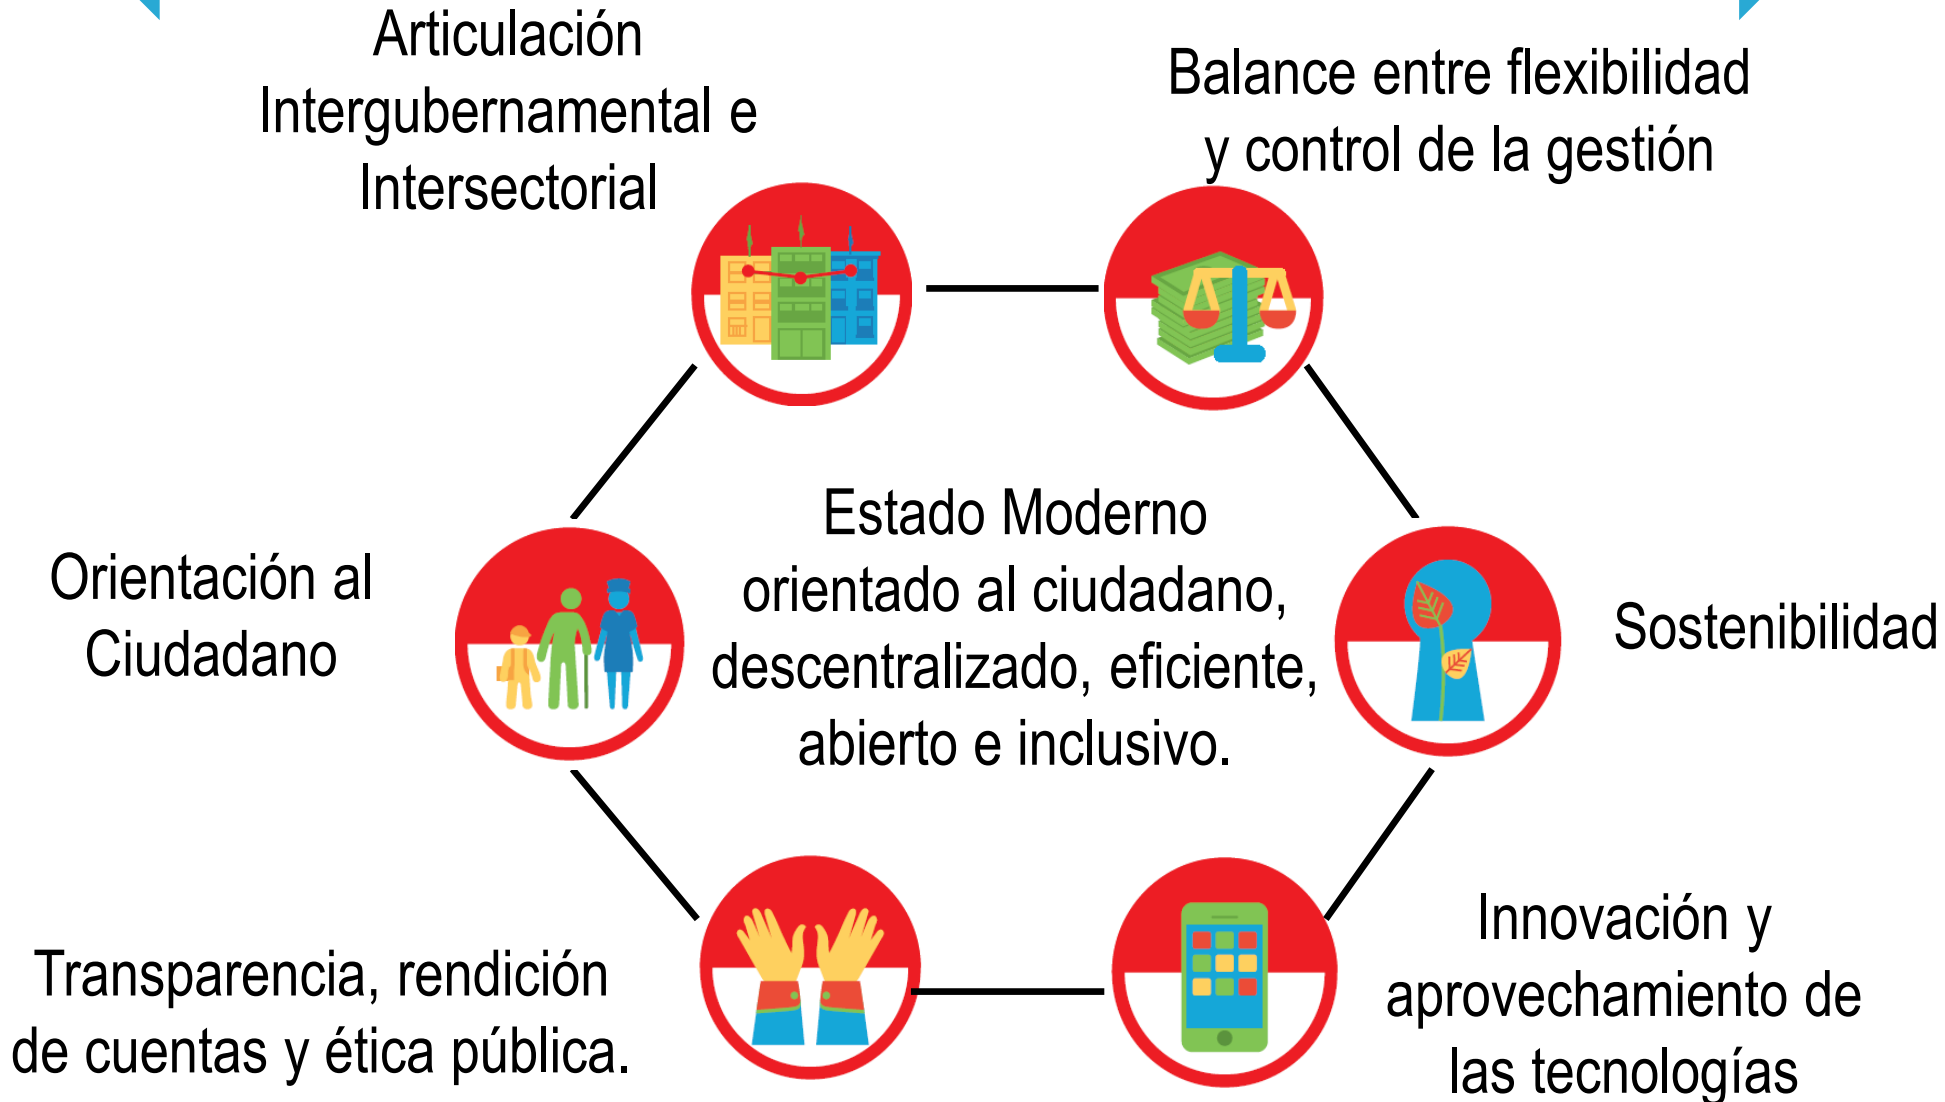 Articulación
Intergubernamental e
Intersectorial
Balance entre flexibilidad
y control de la gestión
Orientación al
Ciudadano
Estado Moderno
orientado al ciudadano,
descentralizado, eficiente,
abierto e inclusivo.
Sostenibilidad
Transparencia, rendición
de cuentas y ética pública.
Innovación y
aprovechamiento de
las tecnologías